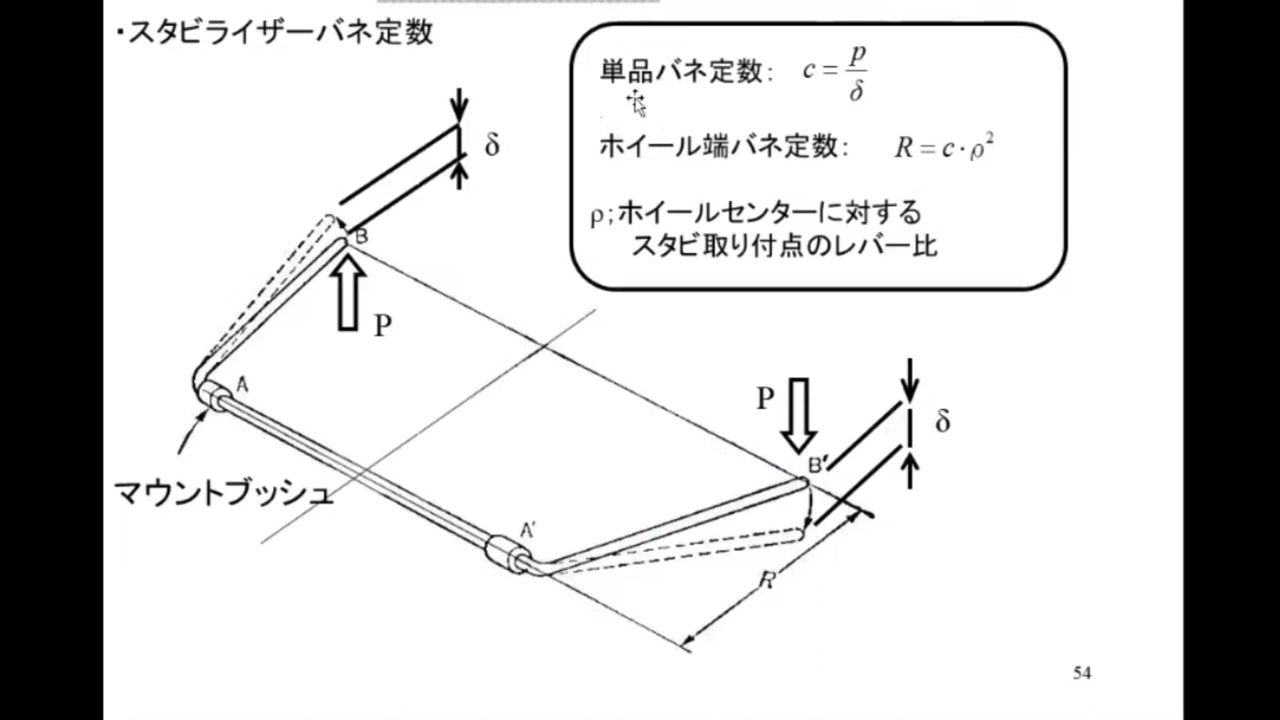 ・スタビライザーバネ定数
単品バネ定数: c = p/δ
ホイール端バネ定数: R = c・ρ²
ρ;ホイールセンターに対する
スタビ取り付点のレバー比
δ
B
P
A
マウントブッシュ
P
δ
B′
A′
R
54